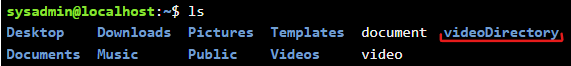 sysadmin@localhost:~$ ls
Desktop Downloads Pictures Templates document videoDirectory
Documents Music Public Videos video